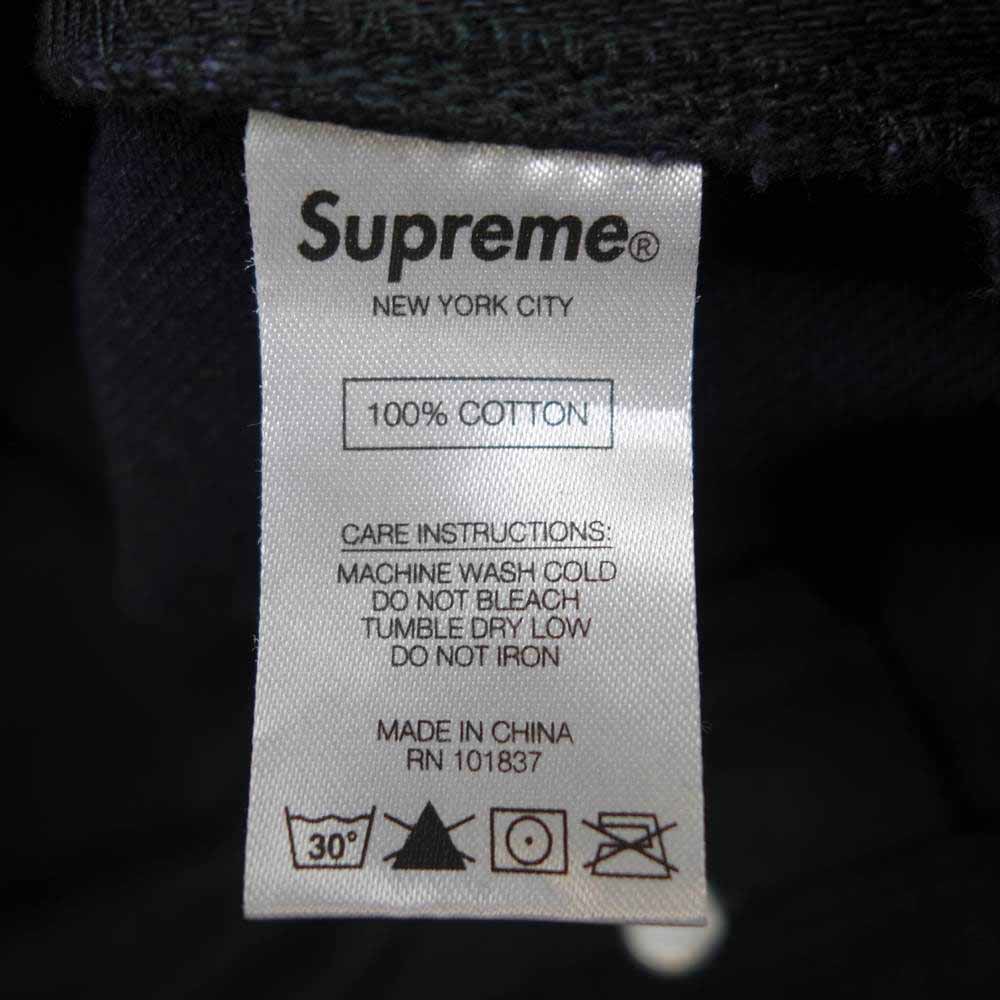 Supreme®
NEW YORK CITY
100% COTTON
CARE INSTRUCTIONS:
MACHINE WASH COLD
DO NOT BLEACH
TUMBLE DRY LOW
DO NOT IRON
MADE IN CHINA
RN 101837
30°